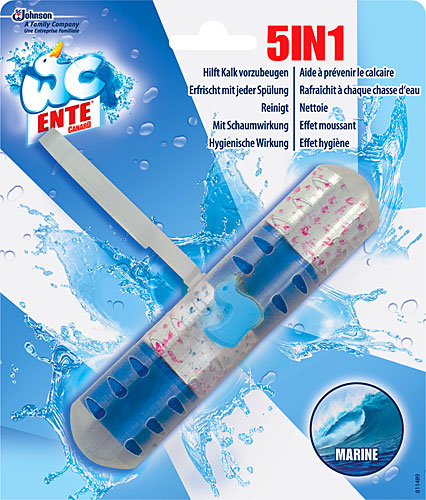 SC Johnson
A Family Company
Une Entreprise Familiale
WC
ENTE®
CANARD
5IN1
Hilft Kalk vorzubeugen
Erfrischt mit jeder Spülung
Reinigt
Mit Schaumwirkung
Hygienische Wirkung
Aide à prévenir le calcaire
Rafraîchit à chaque chasse d'eau
Nettoie
Effet moussant
Effet hygiène
MARINE
811489